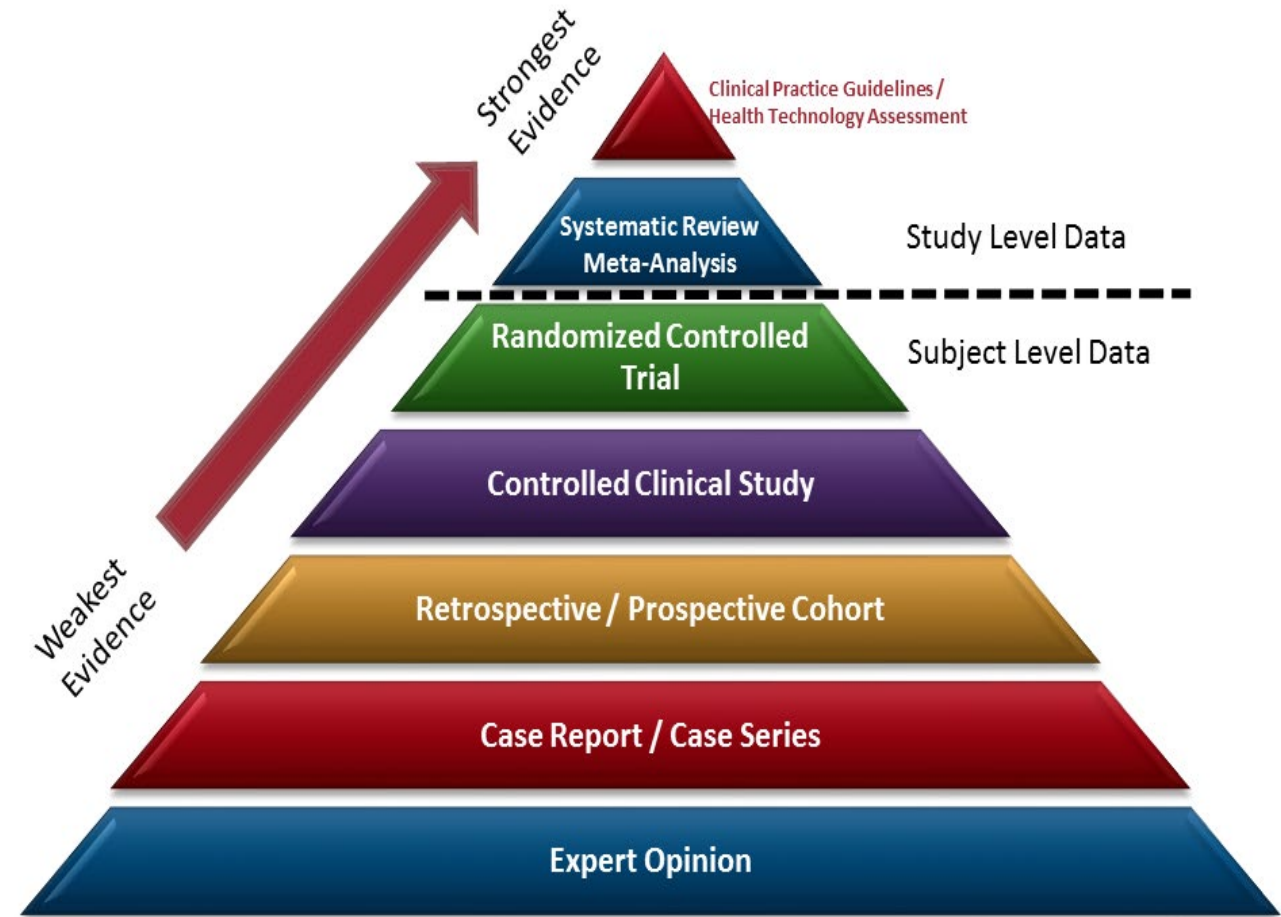 Strongest
Evidence
Clinical Practice Guidelines /
Health Technology Assessment
Systematic Review
Meta-Analysis
Study Level Data
Randomized Controlled
Trial
Subject Level Data
Controlled Clinical Study
Retrospective / Prospective Cohort
Weakest
Evidence
Case Report / Case Series
Expert Opinion